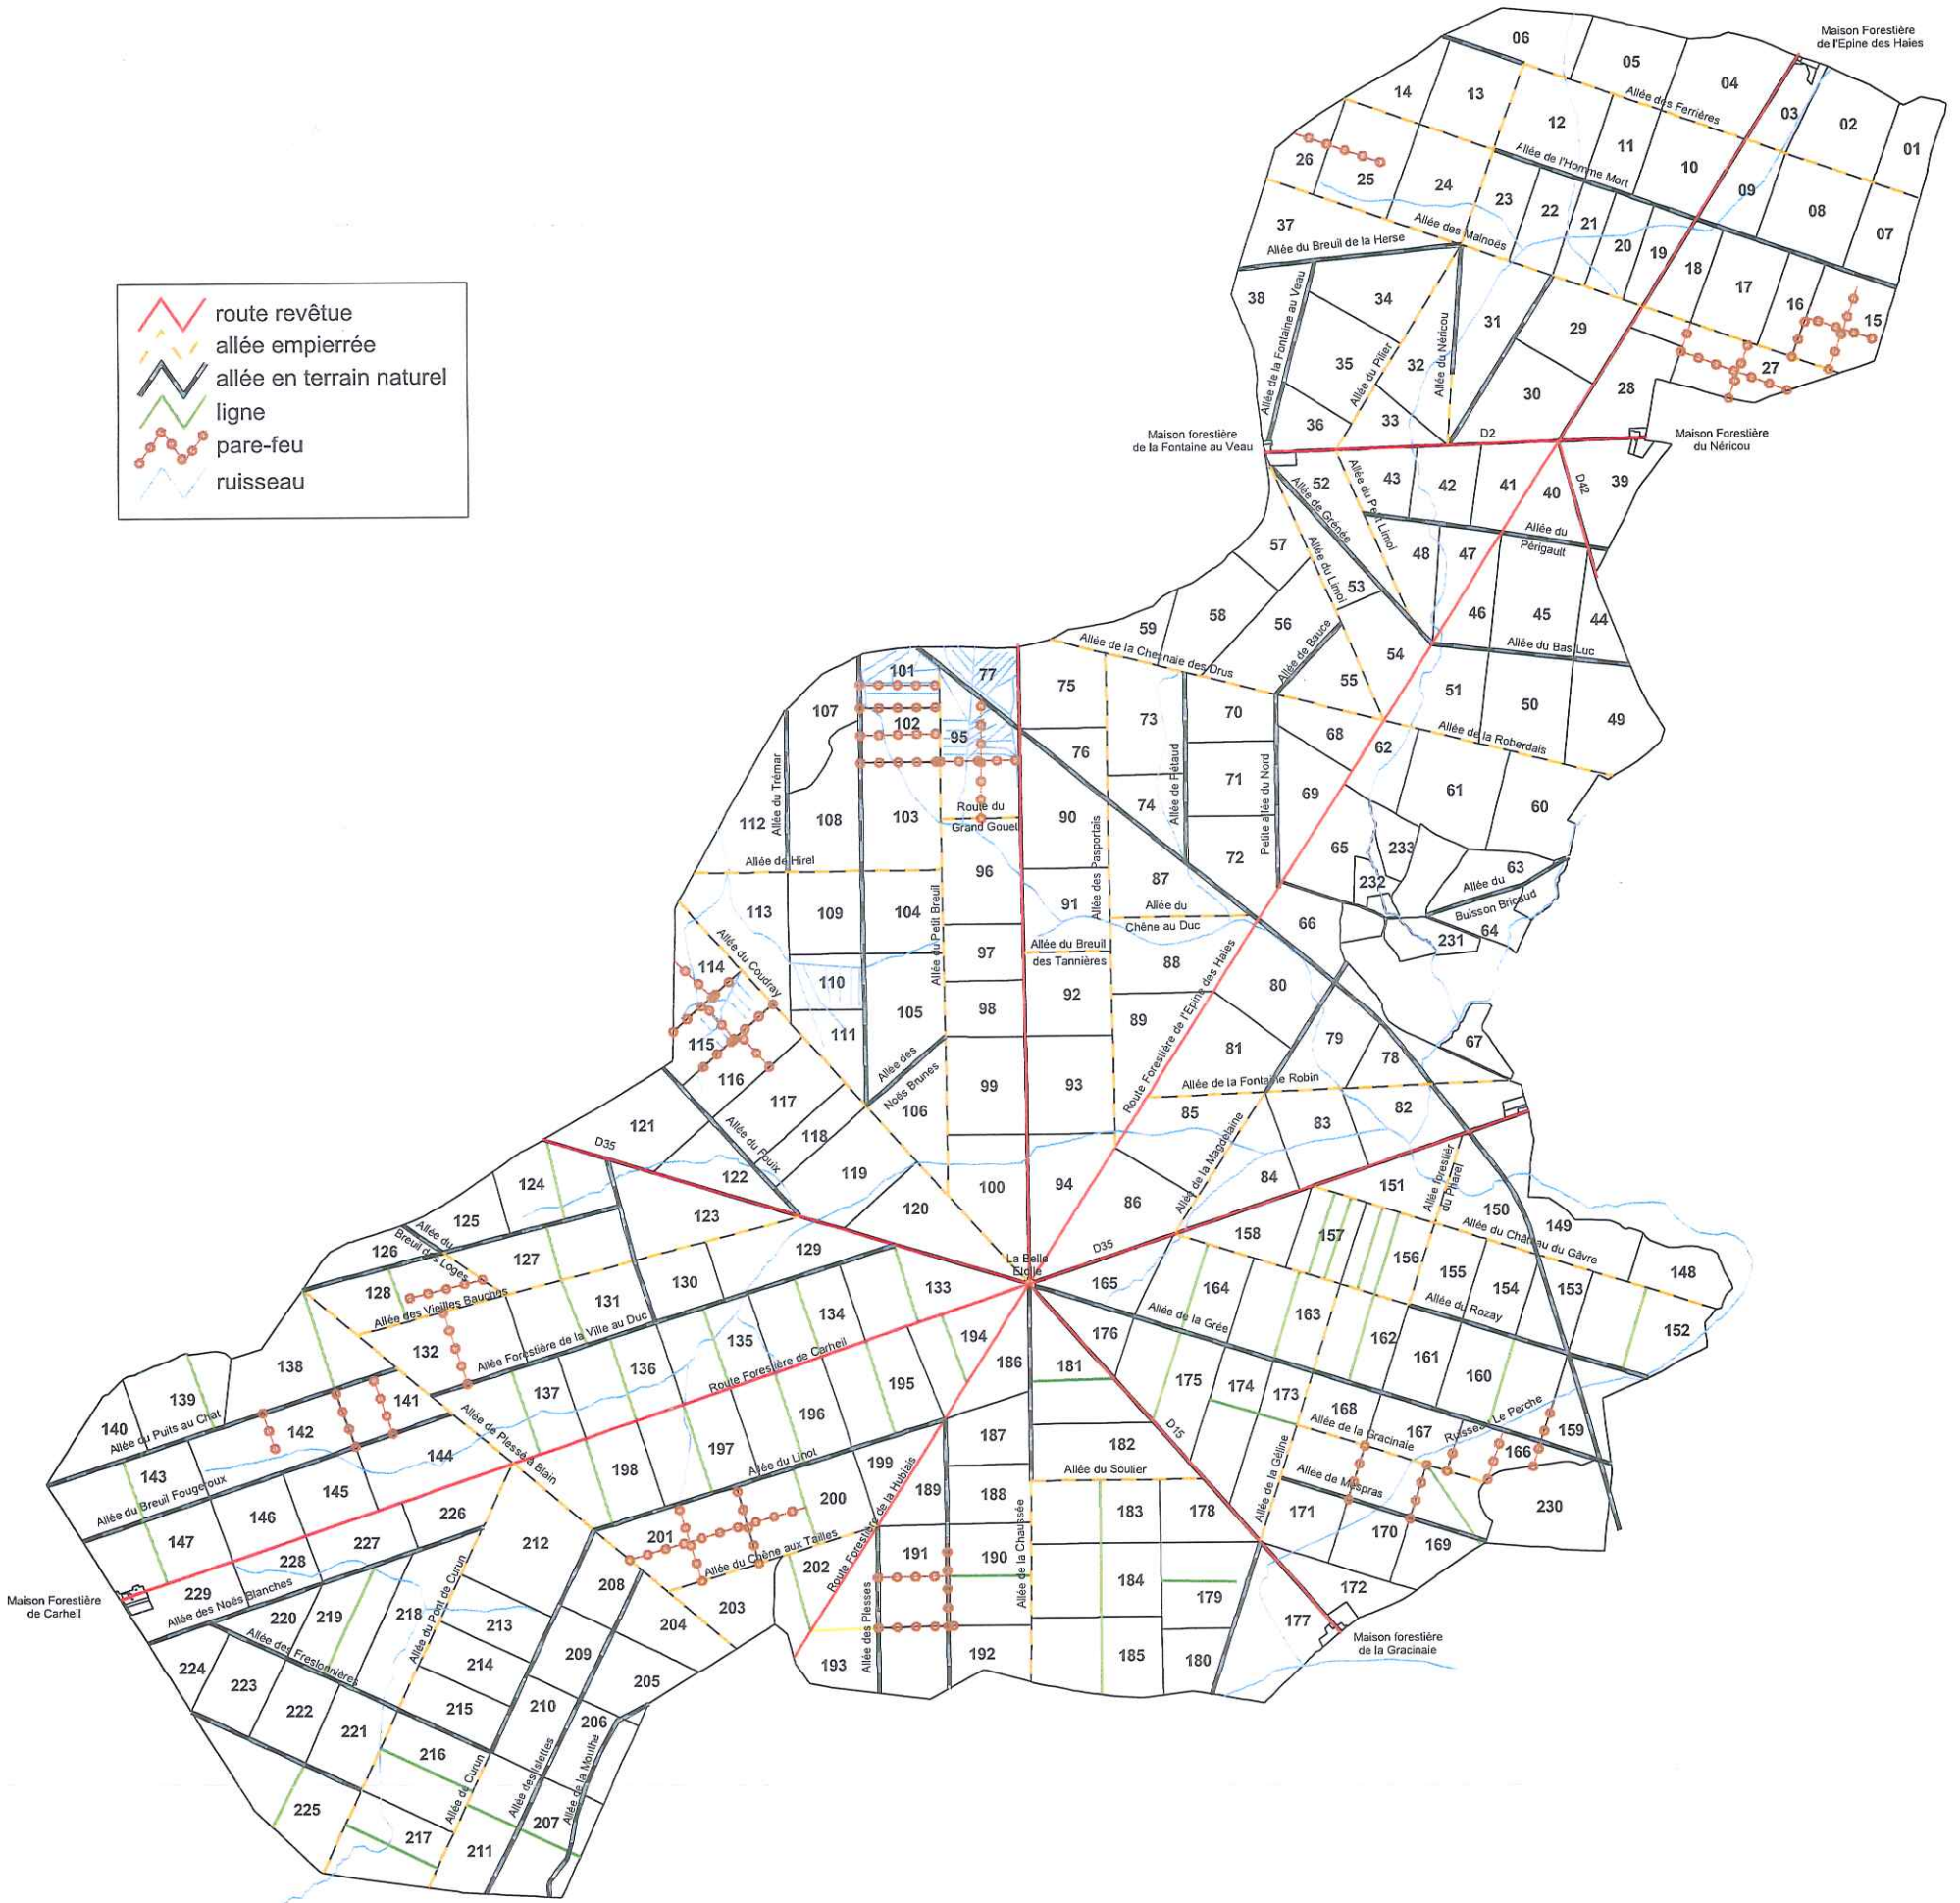 Maison Forestière
de l'Epine des Haies
06
05
04
03
02
01
14
13
12
11
10
09
08
07
Allée des Ferrières
Allée de l'Homme Mort
26
25
24
23
22
21
20
19
18
17
16
15
37
Allée des Malnoës
Allée du Breuil de la Herse
38
34
31
29
27
Allée de la Fontaine au Veau
35
Allée du Pilier
32
Allée du Néricou
30
28
36
33
Maison forestière
de la Fontaine au Veau
D2
Maison Forestière
du Néricou
route revêtue
allée empierrée
allée en terrain naturel
ligne
pare-feu
ruisseau
52
43
42
41
40
D42
39
Allée de Grénée
Allée du Petit Limoi
Allée du
Périgault
57
Allée du Limoi
53
48
47
46
45
44
59
58
56
Allée de Bauce
54
Allée du Bas Luc
Allée de la Chesnaie des Drus
55
51
50
49
101
77
75
73
70
68
62
Allée de la Roberdais
107
102
95
76
Allée de Pétaud
71
Petite allée du Nord
69
61
60
Allée du Trémar
112
108
103
Route du
Grand Gouet
90
74
Allée des Pasportais
72
65
233
232
63
Allée du
Buisson Bricaud
64
231
Allée de Hirel
96
87
113
109
104
Allée du Petit Breuil
91
Allée du
Chêne au Duc
66
Allée du Coudray
97
Allée du Breuil
des Tannières
88
114
110
92
80
98
105
89
Route Forestière de l'Epine des Haies
115
111
81
79
78
67
116
Allée des
Noës Brunes
99
93
Allée de la Fontaine Robin
117
106
85
83
82
121
118
Allée du Fouix
Allée de la Magdelaine
D35
122
119
100
94
86
84
151
Allée forestière
du Pharel
124
123
120
125
Allée du
Breuil des Loges
126
127
129
La Belle
Etoile
D35
158
157
156
150
149
Allée du Château du Gâvre
128
130
131
133
165
164
155
154
153
148
Allée des Vieilles Bauches
134
163
Allée du Rozay
152
Allée Forestière de la Ville au Duc
132
135
194
176
Allée de la Grée
162
161
160
138
136
Route Forestière de Carheil
186
181
175
174
173
139
141
137
195
168
167
Ruisseau Le Perche
159
140
Allée du Puits au Chat
142
Allée de Plessé à Blain
196
187
182
D15
Allée de la Gracinaie
166
143
144
197
Allée du Linot
Allée du Soulier
Allée du Breuil Fougeroux
145
198
199
Route Forestière de la Hublais
189
188
Allée de Mespras
146
226
200
183
178
Allée de la Géline
171
230
147
227
212
201
170
169
228
Allée du Chêne aux Tailles
191
190
Allée de la Chaussée
229
Allée des Noës Blanches
202
184
179
172
Maison Forestière
de Carheil
208
203
204
Allée des Plesses
177
Maison forestière
de la Gracinaie
220
219
218
Allée du Pont de Curun
213
209
193
192
185
180
Allée des Freslonnières
224
223
214
205
222
215
210
206
221
216
Allée de Curun
Allée des Islettes
Allée de la Mouthe
225
217
211
207